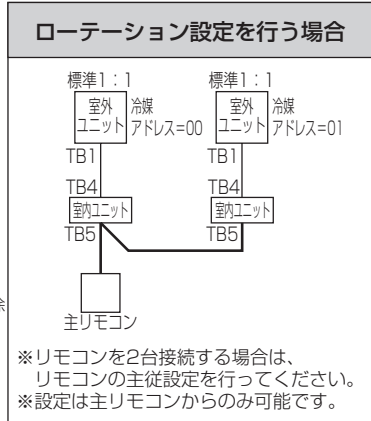 ローテーション設定を行う場合
標準1：1 標準1：1
室外 冷媒 室外 冷媒
ユニット アドレス=00 ユニット アドレス=01
TB1 TB1
TB4 TB4
室内ユニット 室内ユニット
TB5 TB5
主リモコン
※リモコンを2台接続する場合は、
リモコンの主従設定を行ってください。
※設定は主リモコンからのみ可能です。